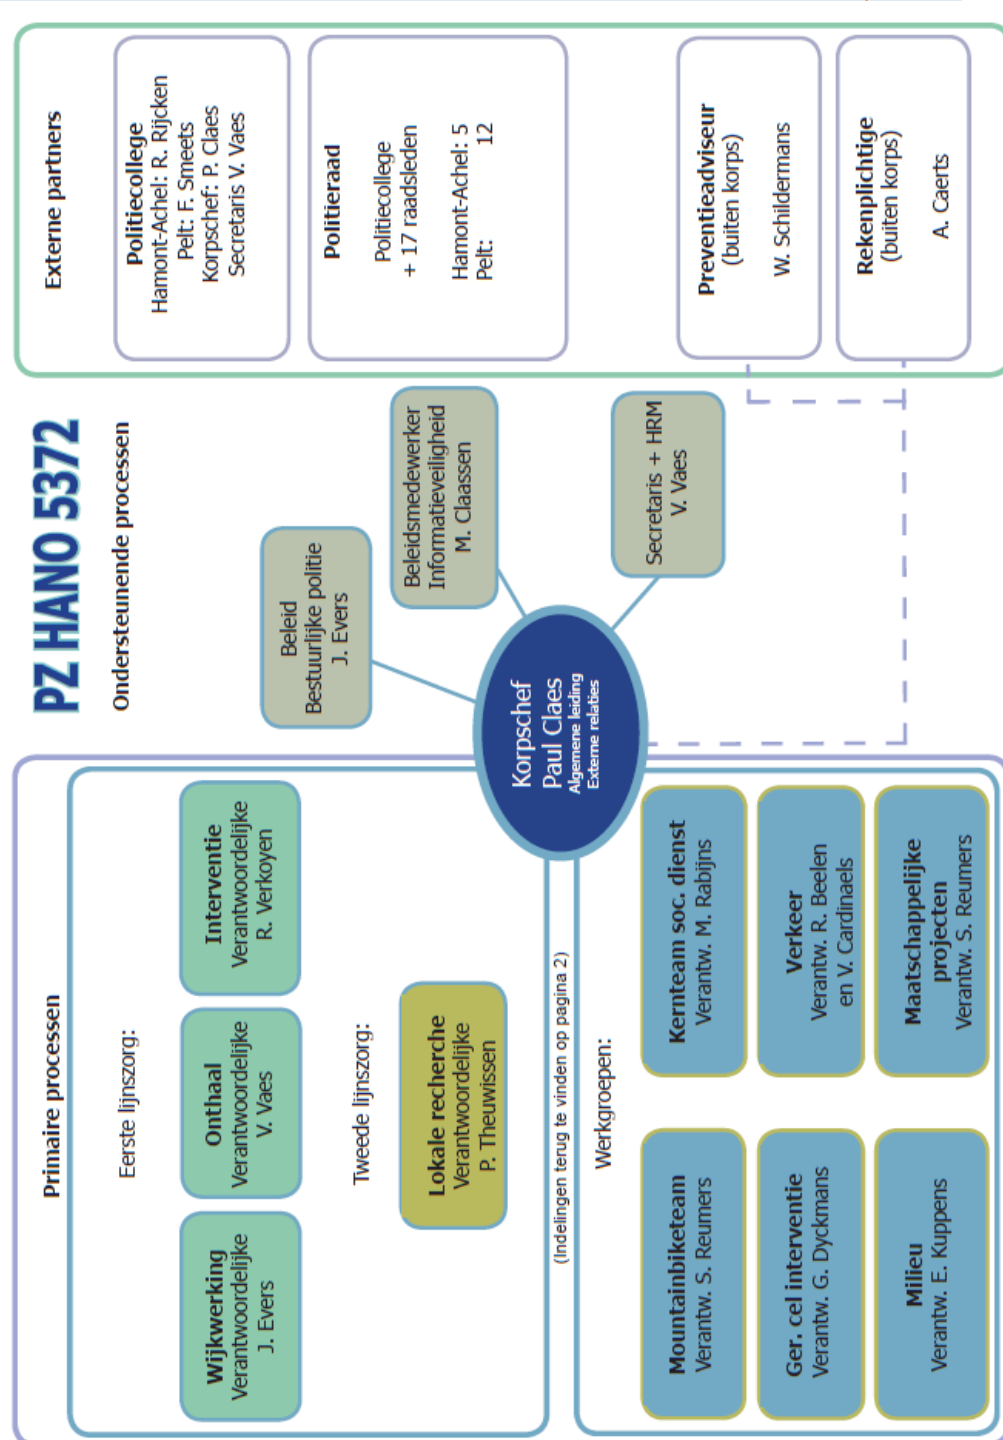 PZ HANO 5372
Primaire processen
Eerste lijnszorg:
Wijkwerking
Verantwoordelijke
J. Evers
Onthaal
Verantwoordelijke
V. Vaes
Interventie
Verantwoordelijke
R. Verkoyen
Tweede lijnszorg:
Lokale recherche
Verantwoordelijke
P. Theuwissen
(Indelingen terug te vinden op pagina 2)
Werkgroepen:
Mountainbiketeam
Verantw. S. Reumers
Kernteam soc. dienst
Verantw. M. Rabijns
Ger. cel interventie
Verantw. G. Dyckmans
Verkeer
Verantw. R. Beelen
en V. Cardinaels
Milieu
Verantw. E. Kuppens
Maatschappelijke
projecten
Verantw. S. Reumers
Ondersteunende processen
Beleid
Bestuurlijke politie
J. Evers
Beleidsmedewerker
Informatieveiligheid
M. Claassen
Korpschef
Paul Claes
Algemene leiding
Externe relaties
Secretaris + HRM
V. Vaes
Externe partners
Politiecollege
Hamont-Achel: R. Rijcken
Pelt: F. Smeets
Korpschef: P. Claes
Secretaris V. Vaes
Politieraad
Politiecollege
+ 17 raadsleden
Hamont-Achel: 5
Pelt: 12
Preventieadviseur
(buiten korps)
W. Schildermans
Rekenplichtige
(buiten korps)
A. Caerts